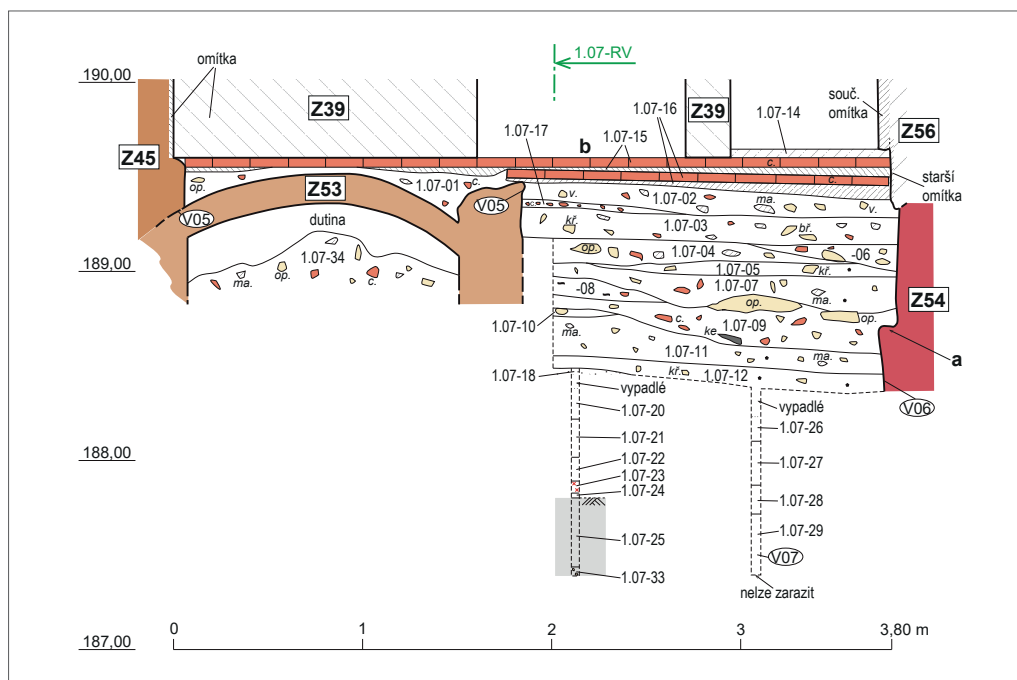 1.07-RV
190,00
omítka
Z39
Z39
1.07-16
1.07-14
souč.
omítka
1.07-17
1.07-15
b
Z56
Z45
c.
c.
starší
omítka
op.
1.07-01
c.
Z53
V05
V05
c.
v.
1.07-02
ma.
v.
dutina
kř.
1.07-03
bř.
1.07-34
op.
1.07-04
-06
189,00
ma.
op.
c.
1.07-05
kř.
-08
1.07-07
ma.
Z54
op.
op.
1.07-10
ma.
c.
1.07-09
ke
1.07-11
ma.
a
1.07-18
kř.
1.07-12
V06
vypadlé
vypadlé
1.07-20
1.07-26
1.07-21
188,00
1.07-22
1.07-27
1.07-23
1.07-24
1.07-28
1.07-25
1.07-29
V07
1.07-33
nelze zarazit
187,00
0
1
2
3
3,80 m